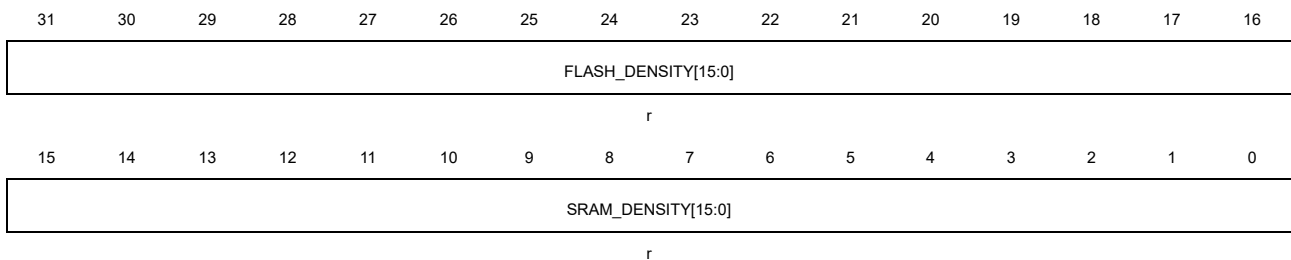 31 30 29 28 27 26 25 24 23 22 21 20 19 18 17 16
FLASH_DENSITY[15:0]
r
15 14 13 12 11 10 9 8 7 6 5 4 3 2 1 0
SRAM_DENSITY[15:0]
r